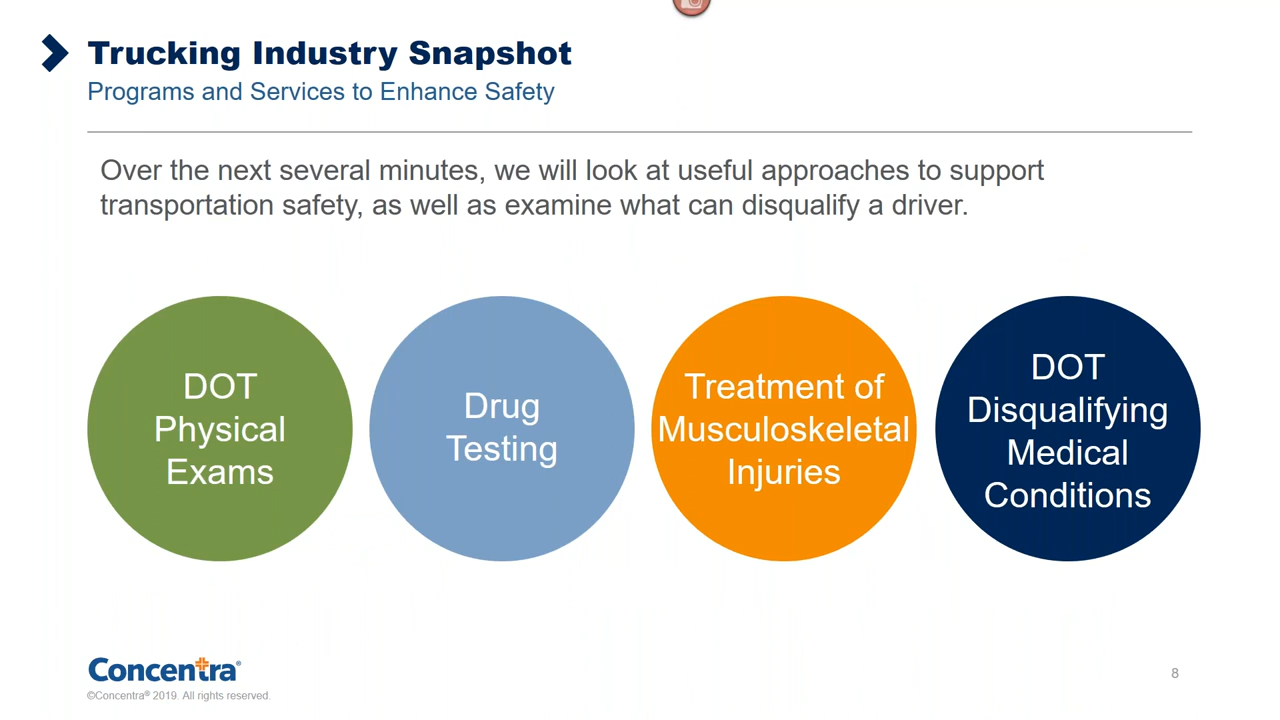 Trucking Industry Snapshot
Programs and Services to Enhance Safety
Over the next several minutes, we will look at useful approaches to support
transportation safety, as well as examine what can disqualify a driver.
DOT
Physical
Exams
Drug
Testing
Treatment of
Musculoskeletal
Injuries
DOT
Disqualifying
Medical
Conditions
Concentra®
©Concentra® 2019. All rights reserved.
8